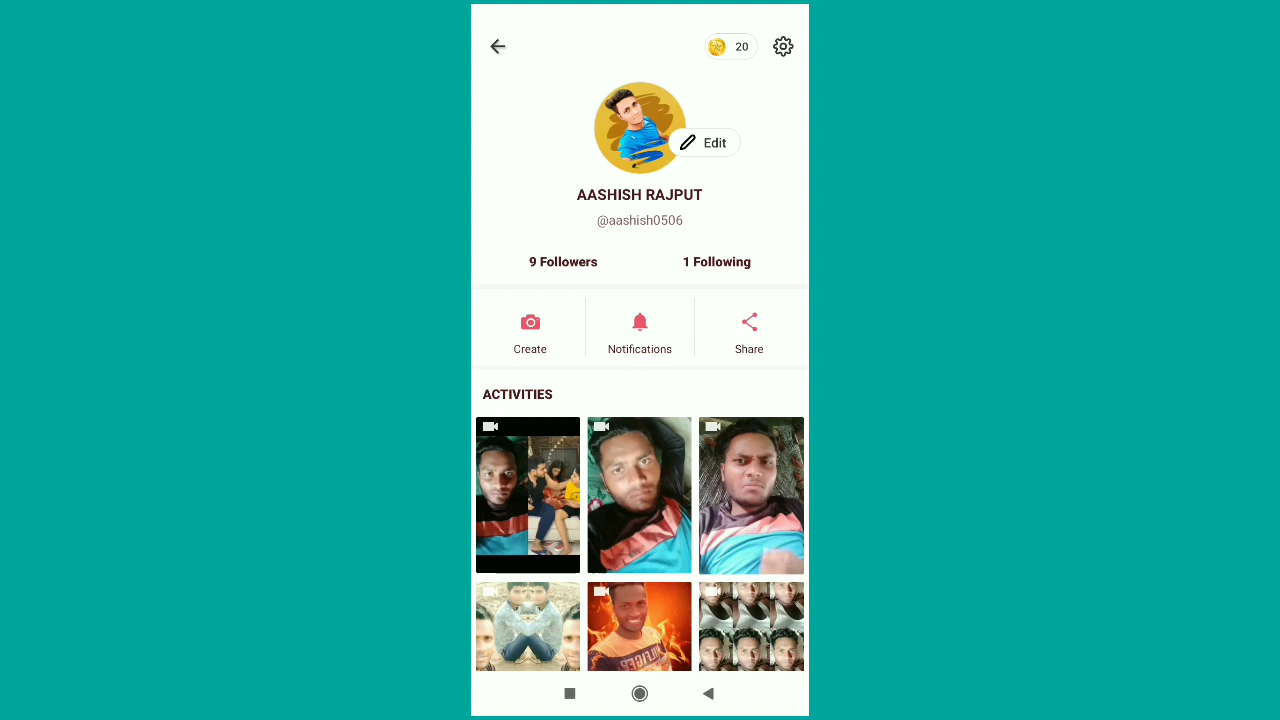 20
Edit
AASHISH RAJPUT
@aashish0506
9 Followers
1 Following
Create
Notifications
Share
ACTIVITIES